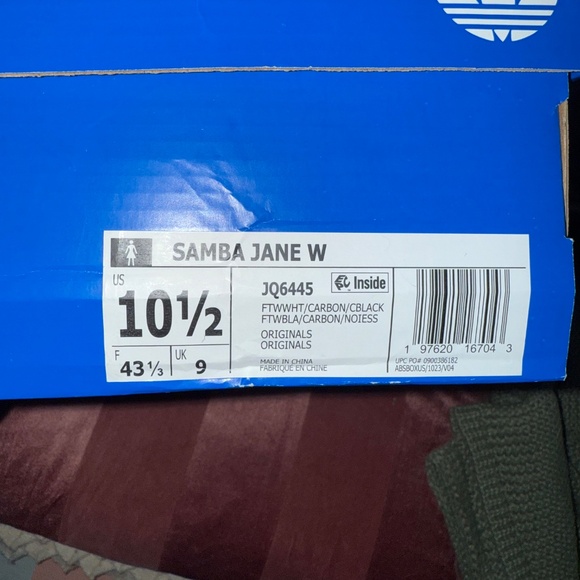 SAMBA JANE W
US
10½
F
43⅓
UK
9
JQ6445
Inside
FTWWHT/CARBON/CBLACK
FTWBLA/CARBON/NOIESS
ORIGINALS
ORIGINALS
MADE IN CHINA
FABRIQUE EN CHINE
1 97620 16704 3
UPC PO# 0900386182
ABSBOXUS/1023/V04